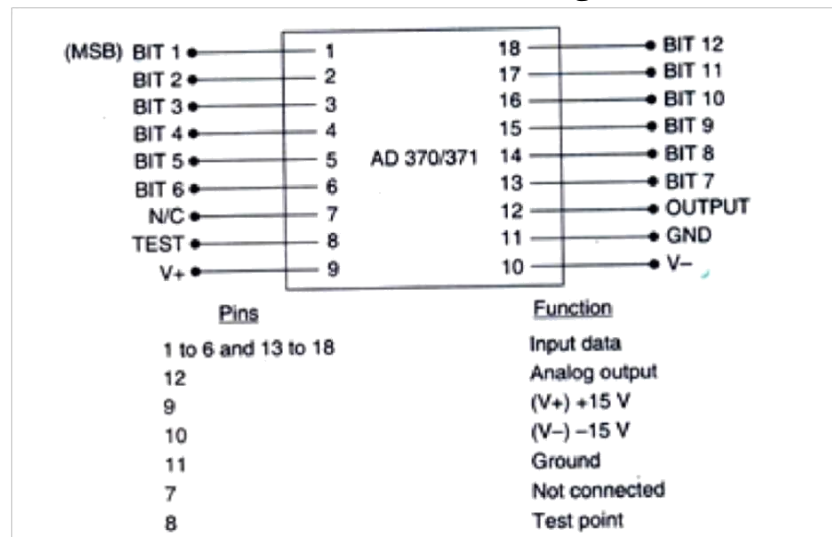 (MSB) BIT 1 1 18 BIT 12
BIT 2 2 17 BIT 11
BIT 3 3 16 BIT 10
BIT 4 4 15 BIT 9
BIT 5 5 AD 370/371 14 BIT 8
BIT 6 6 13 BIT 7
N/C 7 12 OUTPUT
TEST 8 11 GND
V+ 9 10 V–
Pins Function
1 to 6 and 13 to 18 Input data
12 Analog output
9 (V+) +15 V
10 (V–) –15 V
11 Ground
7 Not connected
8 Test point